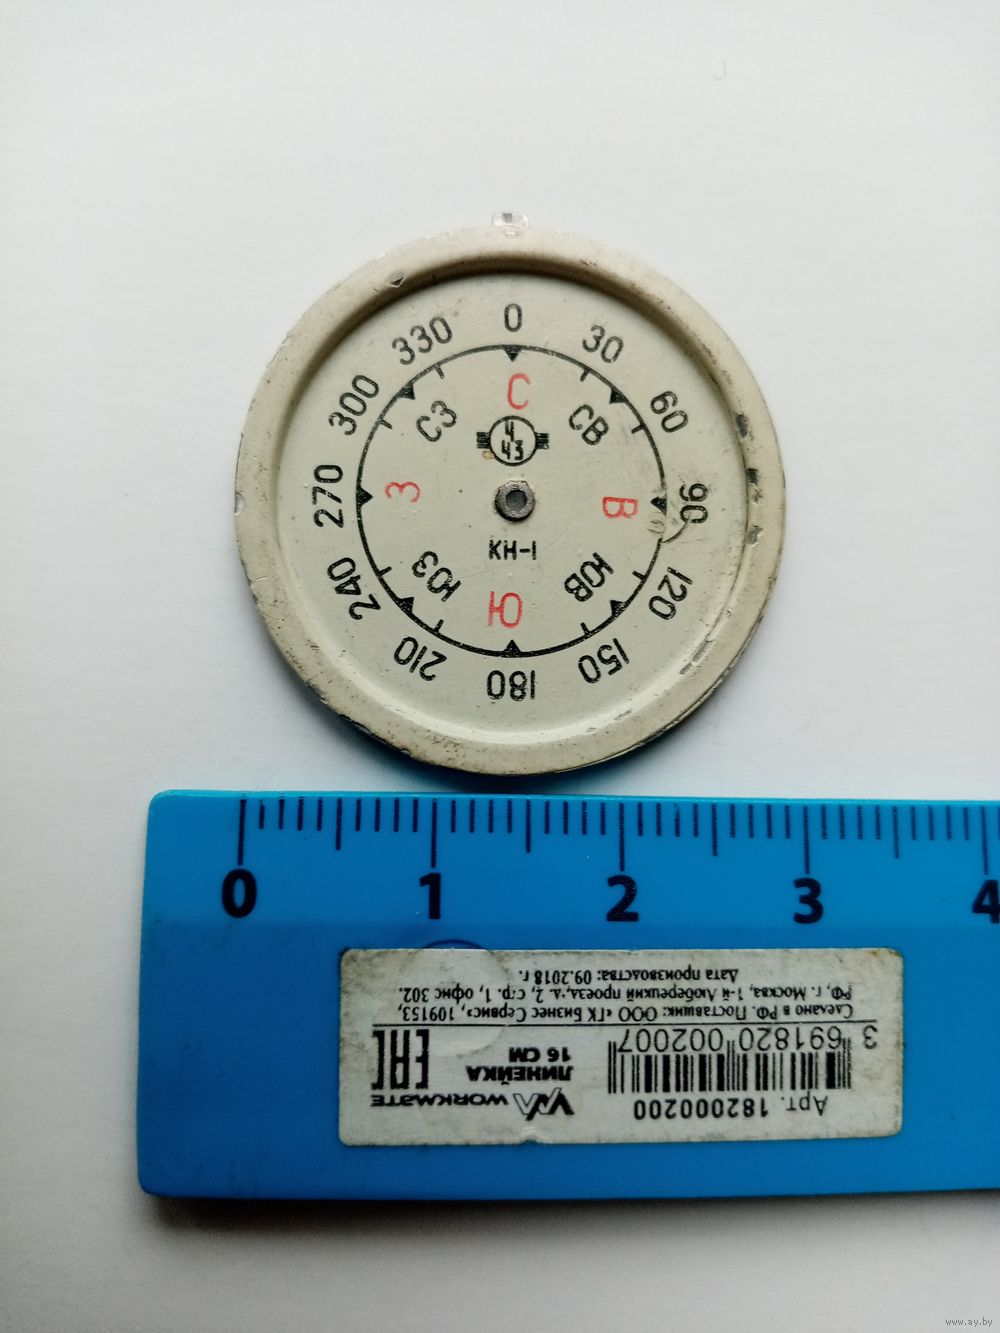 0
30
60
90
120
150
180
210
240
270
300
330
С
СВ
В
ЮВ
Ю
ЮЗ
З
СЗ
Ч
ЧЗ
КН-1
0 1 2 3 4
Дата производства: 09.2018 г.
РФ, г. Москва, 1-й Люберецкий проезд, д. 2, стр. 1, офис 302.
Сделано в РФ. Поставщик: ООО «ГК Бизнес Сервис», 109153,
3 691820 002007
EAC
ЛИНЕЙКА
16 СМ
WORKMATE
Арт. 182000200
www.ay.by